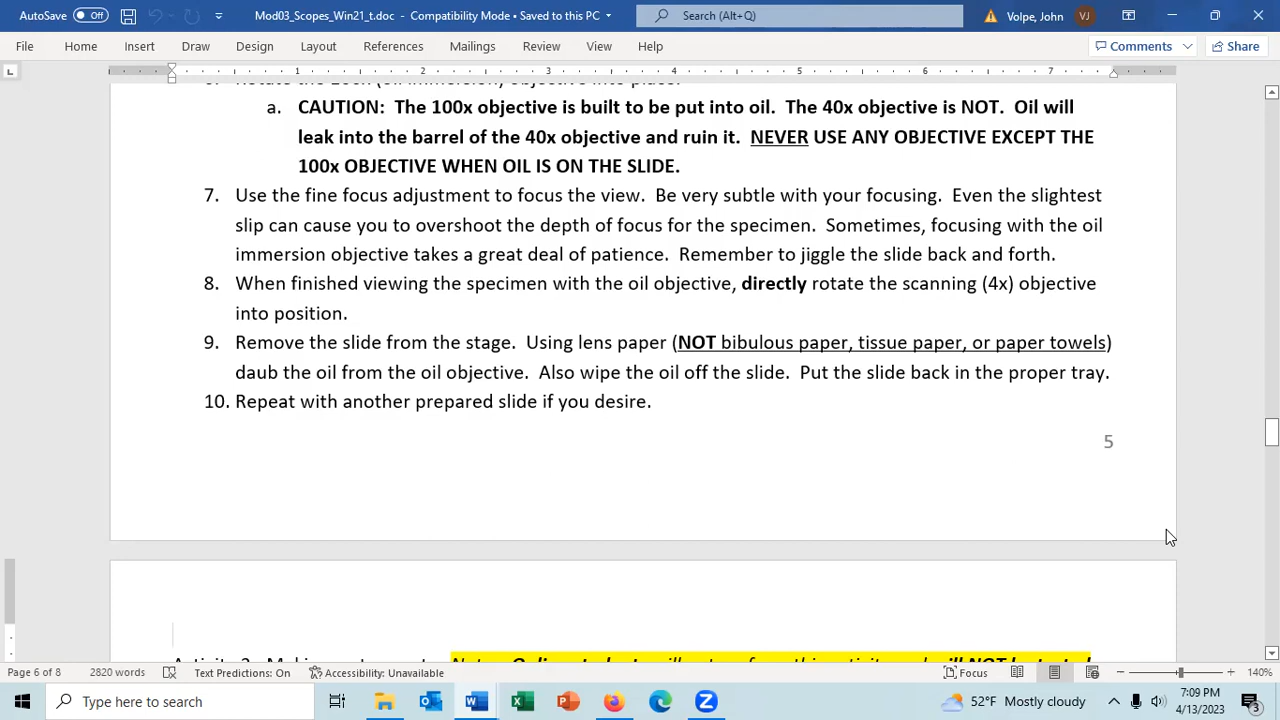 AutoSave Off Mod03_Scopes_Win21_t.doc - Compatibility Mode • Saved to this PC Search (Alt+Q) Volpe, John VJ
File Home Insert Draw Design Layout References Mailings Review View Help Comments Share
1 2 3 4 5 6 7
a. CAUTION: The 100x objective is built to be put into oil. The 40x objective is NOT. Oil will
leak into the barrel of the 40x objective and ruin it. NEVER USE ANY OBJECTIVE EXCEPT THE
100x OBJECTIVE WHEN OIL IS ON THE SLIDE.
7. Use the fine focus adjustment to focus the view. Be very subtle with your focusing. Even the slightest
slip can cause you to overshoot the depth of focus for the specimen. Sometimes, focusing with the oil
immersion objective takes a great deal of patience. Remember to jiggle the slide back and forth.
8. When finished viewing the specimen with the oil objective, directly rotate the scanning (4x) objective
into position.
9. Remove the slide from the stage. Using lens paper (NOT bibulous paper, tissue paper, or paper towels)
daub the oil from the oil objective. Also wipe the oil off the slide. Put the slide back in the proper tray.
10. Repeat with another prepared slide if you desire.
5
Page 6 of 8 2820 words Text Predictions: On Accessibility: Unavailable Focus 140%
Type here to search 52°F Mostly cloudy 7:09 PM
4/13/2023 3